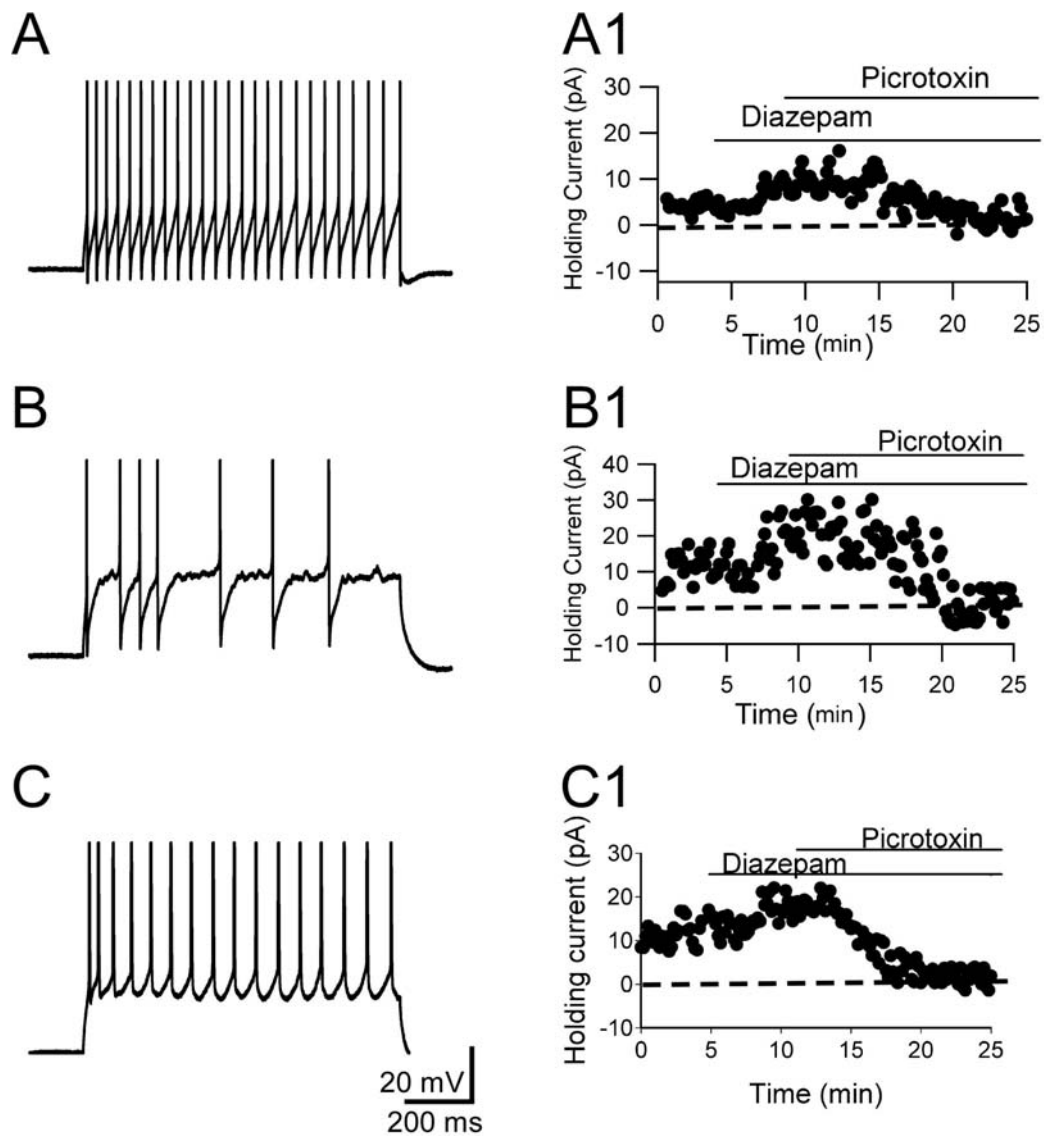 A
A1
Picrotoxin
Diazepam
Holding Current (pA)
30
20
10
0
-10
0 5 10 15 20 25
Time (min)
B
B1
Picrotoxin
Diazepam
Holding Current (pA)
40
30
20
10
0
-10
0 5 10 15 20 25
Time (min)
C
C1
Picrotoxin
Diazepam
Holding current (pA)
30
20
10
0
-10
0 5 10 15 20 25
Time (min)
20 mV
200 ms